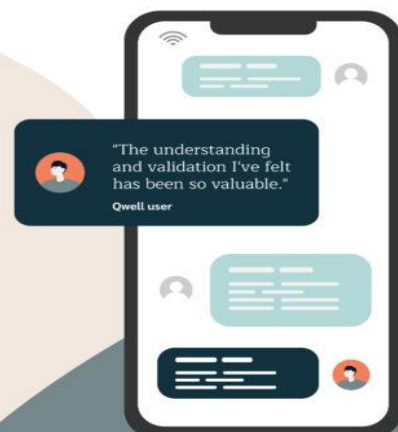 "The understanding
and validation I've felt
has been so valuable."
Qwell user